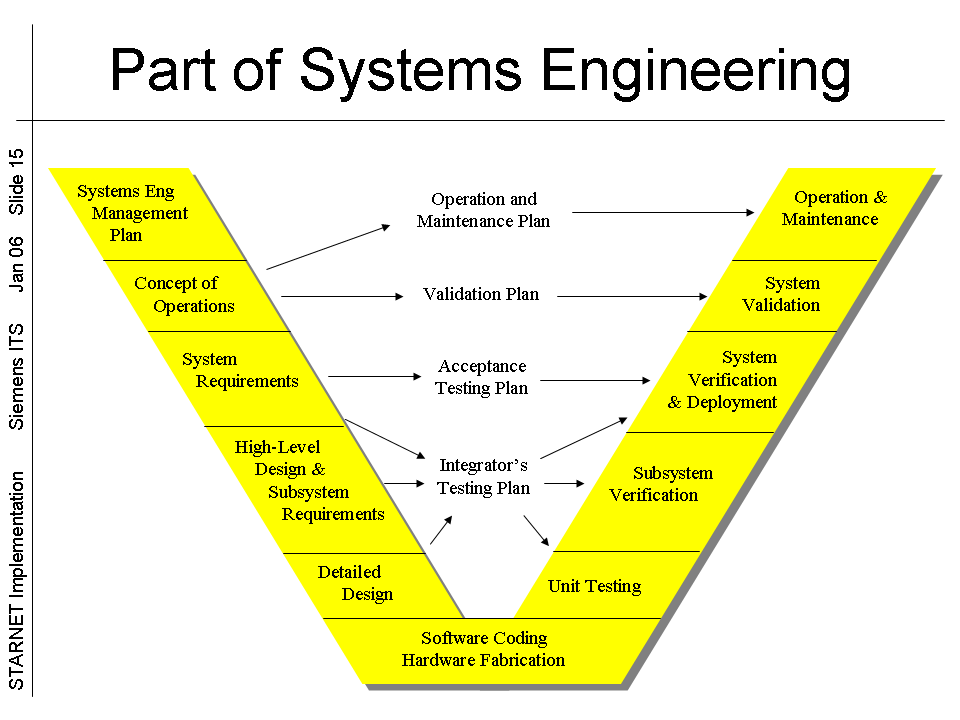 Part of Systems Engineering
STARNET Implementation Siemens ITS Jan 06 Slide 15
Systems Eng
Management
Plan
Concept of
Operations
System
Requirements
High-Level
Design &
Subsystem
Requirements
Detailed
Design
Software Coding
Hardware Fabrication
Operation and
Maintenance Plan
Validation Plan
Acceptance
Testing Plan
Integrator's
Testing Plan
Operation &
Maintenance
System
Validation
System
Verification
& Deployment
Subsystem
Verification
Unit Testing